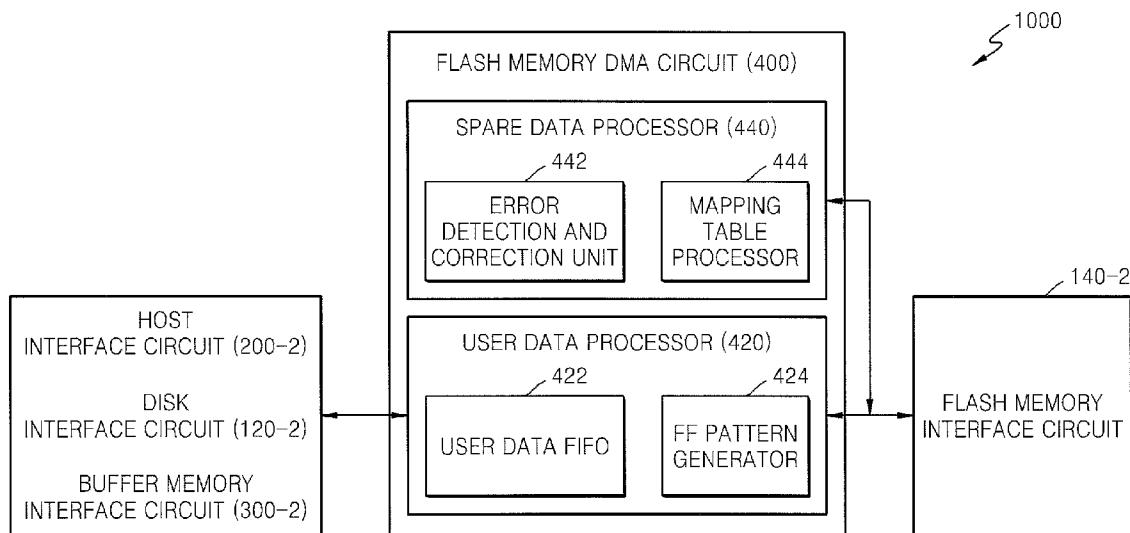 1000
FLASH MEMORY DMA CIRCUIT (400)
SPARE DATA PROCESSOR (440)
442
444
ERROR
DETECTION AND
CORRECTION UNIT
MAPPING
TABLE
PROCESSOR
140-2
HOST
INTERFACE CIRCUIT (200-2)
DISK
INTERFACE CIRCUIT (120-2)
BUFFER MEMORY
INTERFACE CIRCUIT (300-2)
USER DATA PROCESSOR (420)
422
424
USER DATA FIFO
FF PATTERN
GENERATOR
FLASH MEMORY
INTERFACE CIRCUIT